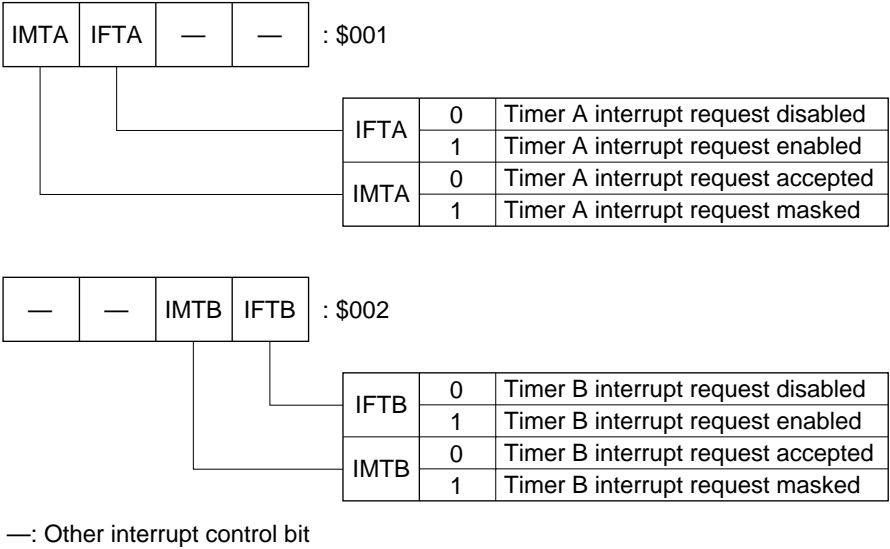 IMTA IFTA — — : $001
IFTA 0 Timer A interrupt request disabled
1 Timer A interrupt request enabled
IMTA 0 Timer A interrupt request accepted
1 Timer A interrupt request masked
— — IMTB IFTB : $002
IFTB 0 Timer B interrupt request disabled
1 Timer B interrupt request enabled
IMTB 0 Timer B interrupt request accepted
1 Timer B interrupt request masked
—: Other interrupt control bit